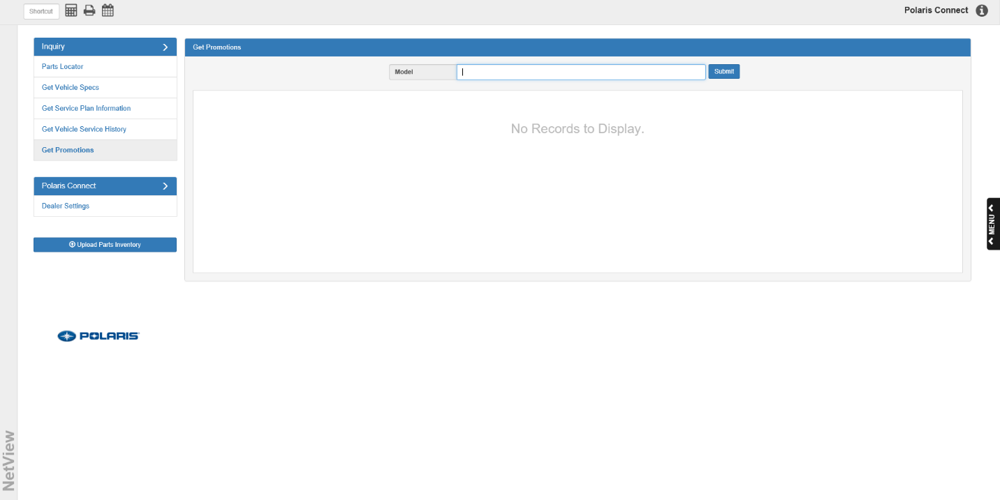 Shortcut
Polaris Connect
Inquiry
Parts Locator
Get Vehicle Specs
Get Service Plan Information
Get Vehicle Service History
Get Promotions
Polaris Connect
Dealer Settings
Upload Parts Inventory
POLARIS
NetView
Get Promotions
Model
Submit
No Records to Display.
MENU